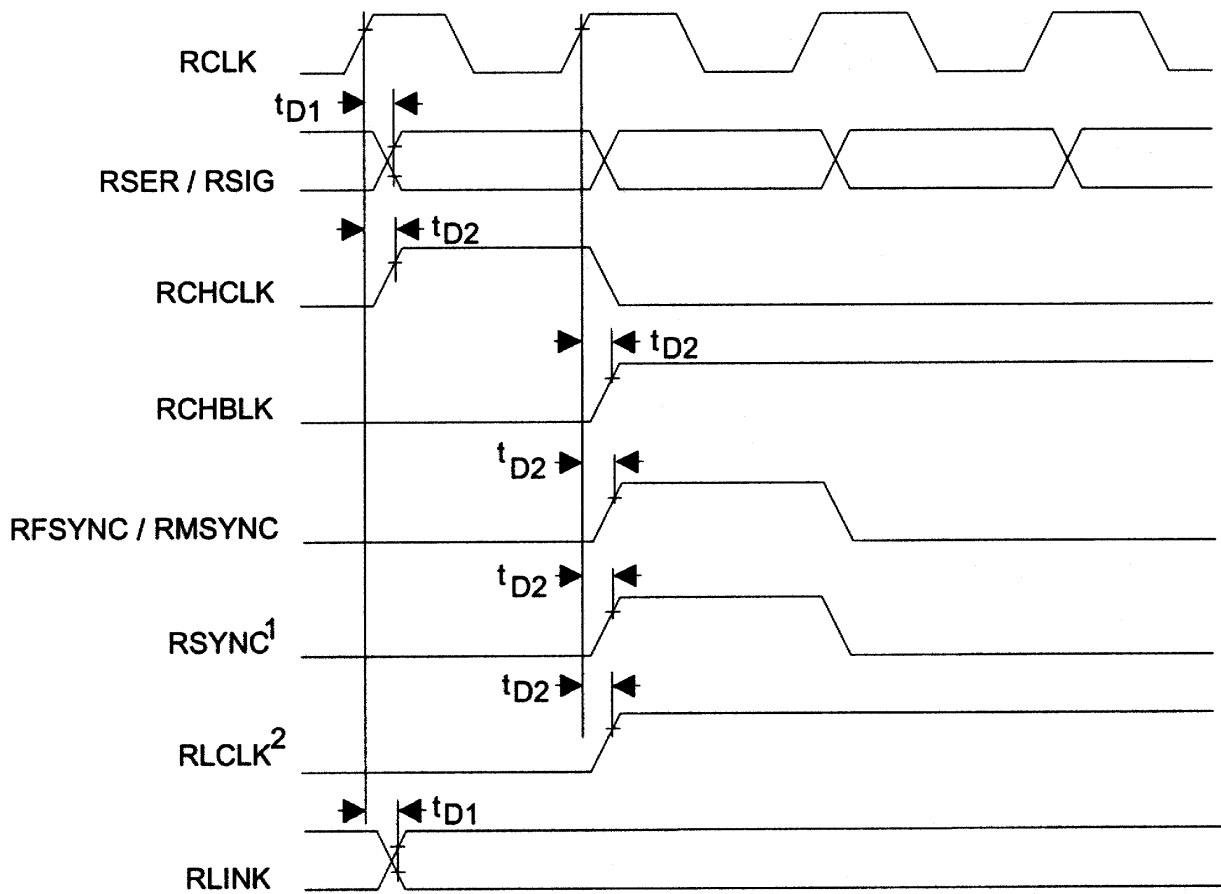 RCLK
tD1
RSER / RSIG
tD2
RCHCLK
tD2
RCHBLK
tD2
RFSYNC / RMSYNC
tD2
RSYNC1
tD2
RLCLK2
tD1
RLINK